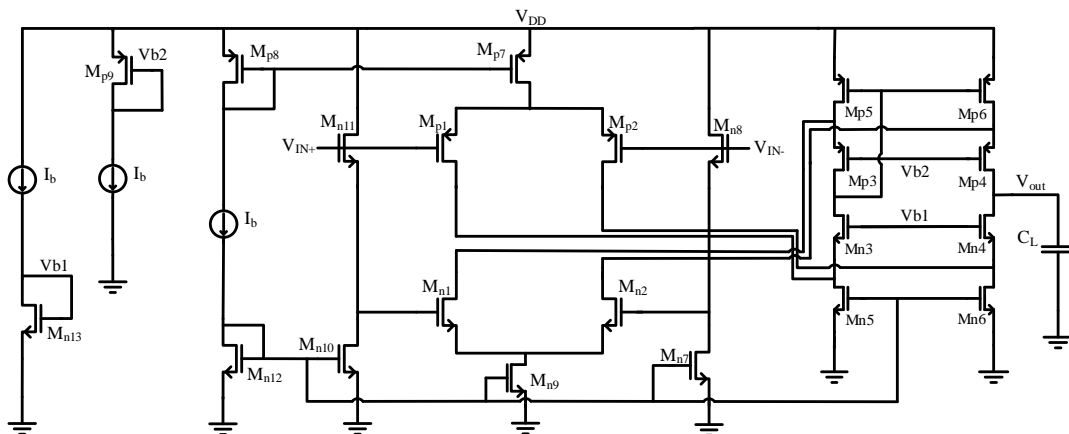 V_DD
Vb2
M_p9
M_p8
M_p7
M_n11
M_p1
M_p2
M_n8
V_IN+
V_IN-
Mp5
Mp6
Mp3
Vb2
Mp4
V_out
I_b
I_b
I_b
Vb1
Mn3
Mn4
C_L
Vb1
M_n1
M_n2
M_n13
Mn5
Mn6
M_n10
M_n7
M_n12
M_n9